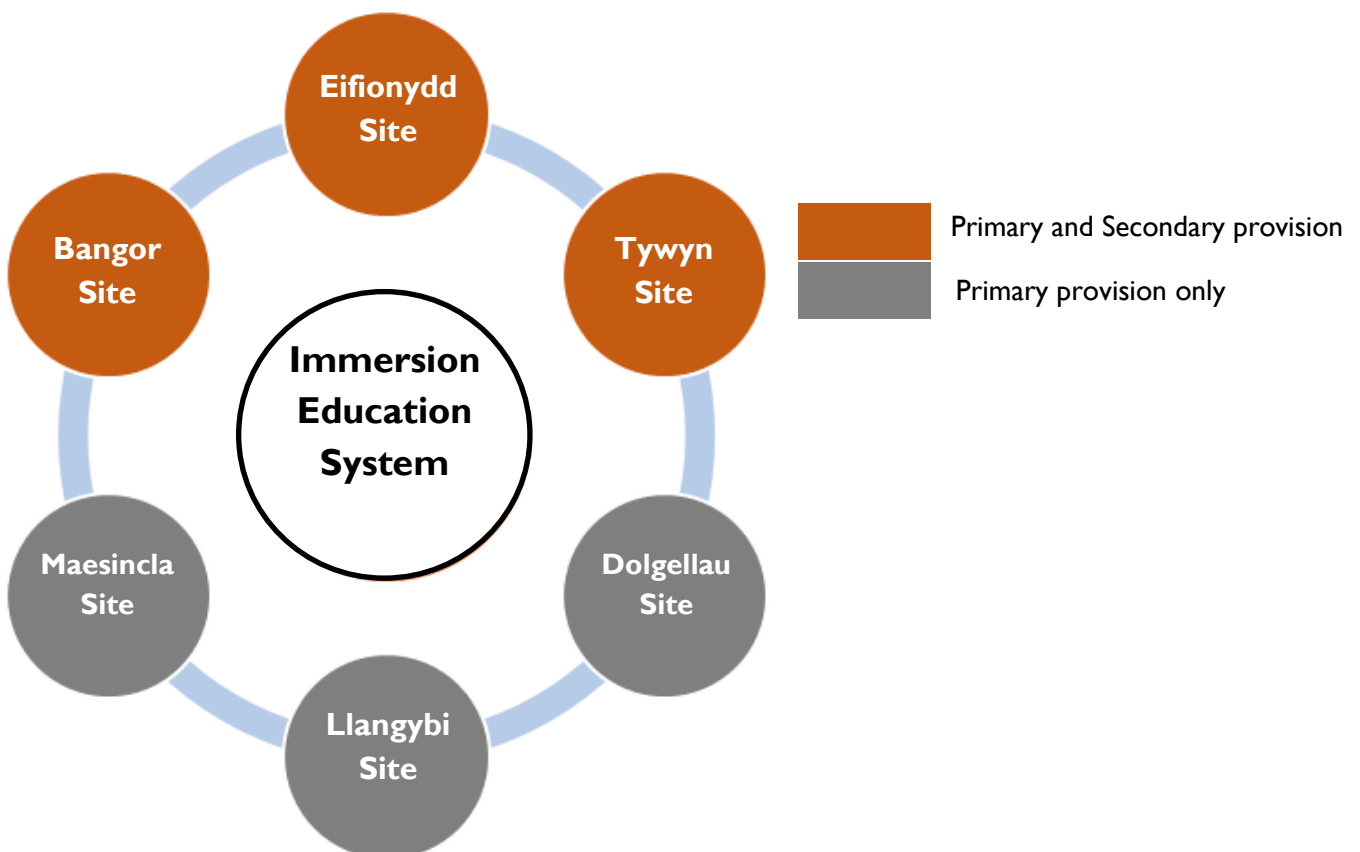 Eifionydd
Site
Bangor
Site
Tywyn
Site
Primary and Secondary provision
Primary provision only
Immersion
Education
System
Maesincla
Site
Dolgellau
Site
Llangybi
Site